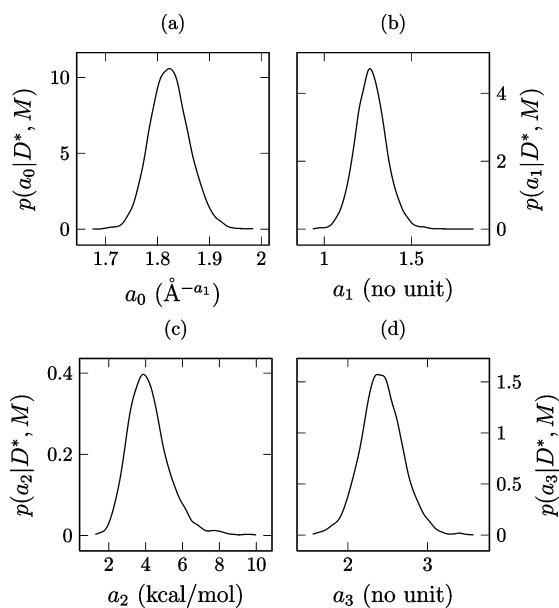 (a)
(b)
p(a₀|D*, M)
10
5
0
4
2
0
p(a₁|D*, M)
1.7
1.8
1.9
2
1
1.5
a₀ (Å⁻ᵃ¹)
a₁ (no unit)
(c)
(d)
p(a₂|D*, M)
0.4
0.2
0
1.5
1
0.5
0
p(a₃|D*, M)
2
4
6
8
10
2
3
a₂ (kcal/mol)
a₃ (no unit)